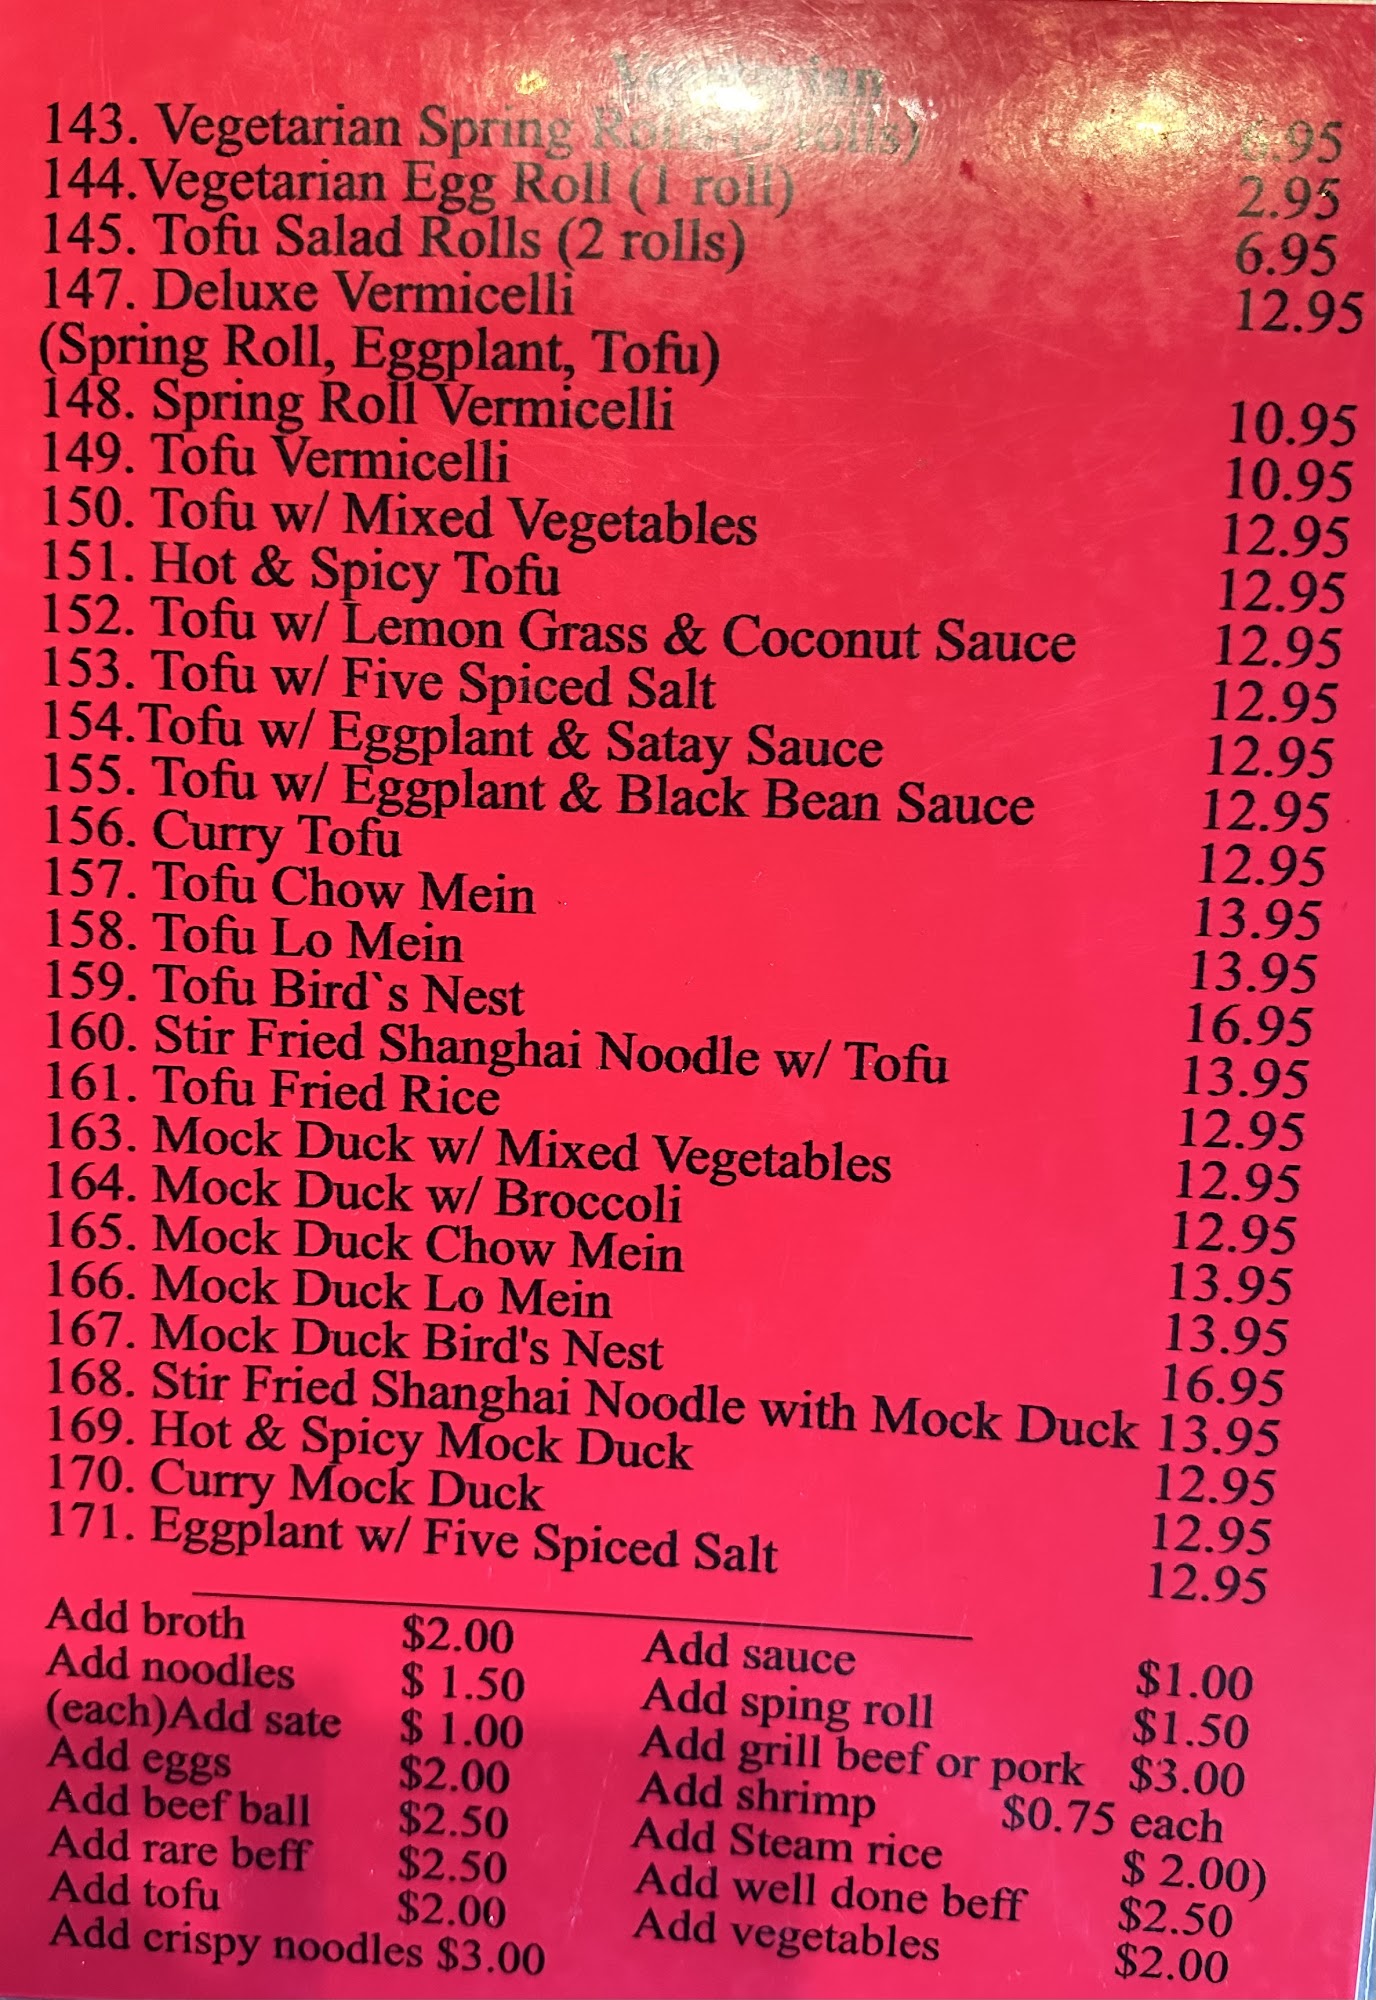 Vegetarian
143. Vegetarian Spring Rolls (3 rolls) 6.95
144.Vegetarian Egg Roll (1 roll) 2.95
145. Tofu Salad Rolls (2 rolls) 6.95
147. Deluxe Vermicelli 12.95
(Spring Roll, Eggplant, Tofu)
148. Spring Roll Vermicelli 10.95
149. Tofu Vermicelli 10.95
150. Tofu w/ Mixed Vegetables 12.95
151. Hot & Spicy Tofu 12.95
152. Tofu w/ Lemon Grass & Coconut Sauce 12.95
153. Tofu w/ Five Spiced Salt 12.95
154.Tofu w/ Eggplant & Satay Sauce 12.95
155. Tofu w/ Eggplant & Black Bean Sauce 12.95
156. Curry Tofu 12.95
157. Tofu Chow Mein 13.95
158. Tofu Lo Mein 13.95
159. Tofu Bird`s Nest 16.95
160. Stir Fried Shanghai Noodle w/ Tofu 13.95
161. Tofu Fried Rice 12.95
163. Mock Duck w/ Mixed Vegetables 12.95
164. Mock Duck w/ Broccoli 12.95
165. Mock Duck Chow Mein 13.95
166. Mock Duck Lo Mein 13.95
167. Mock Duck Bird's Nest 16.95
168. Stir Fried Shanghai Noodle with Mock Duck 13.95
169. Hot & Spicy Mock Duck 12.95
170. Curry Mock Duck 12.95
171. Eggplant w/ Five Spiced Salt 12.95
Add broth $2.00
Add noodles $ 1.50
(each)Add sate $ 1.00
Add eggs $2.00
Add beef ball $2.50
Add rare beff $2.50
Add tofu $2.00
Add crispy noodles $3.00
Add sauce $1.00
Add sping roll $1.50
Add grill beef or pork $3.00
Add shrimp $0.75 each
Add Steam rice $ 2.00)
Add well done beff $2.50
Add vegetables $2.00